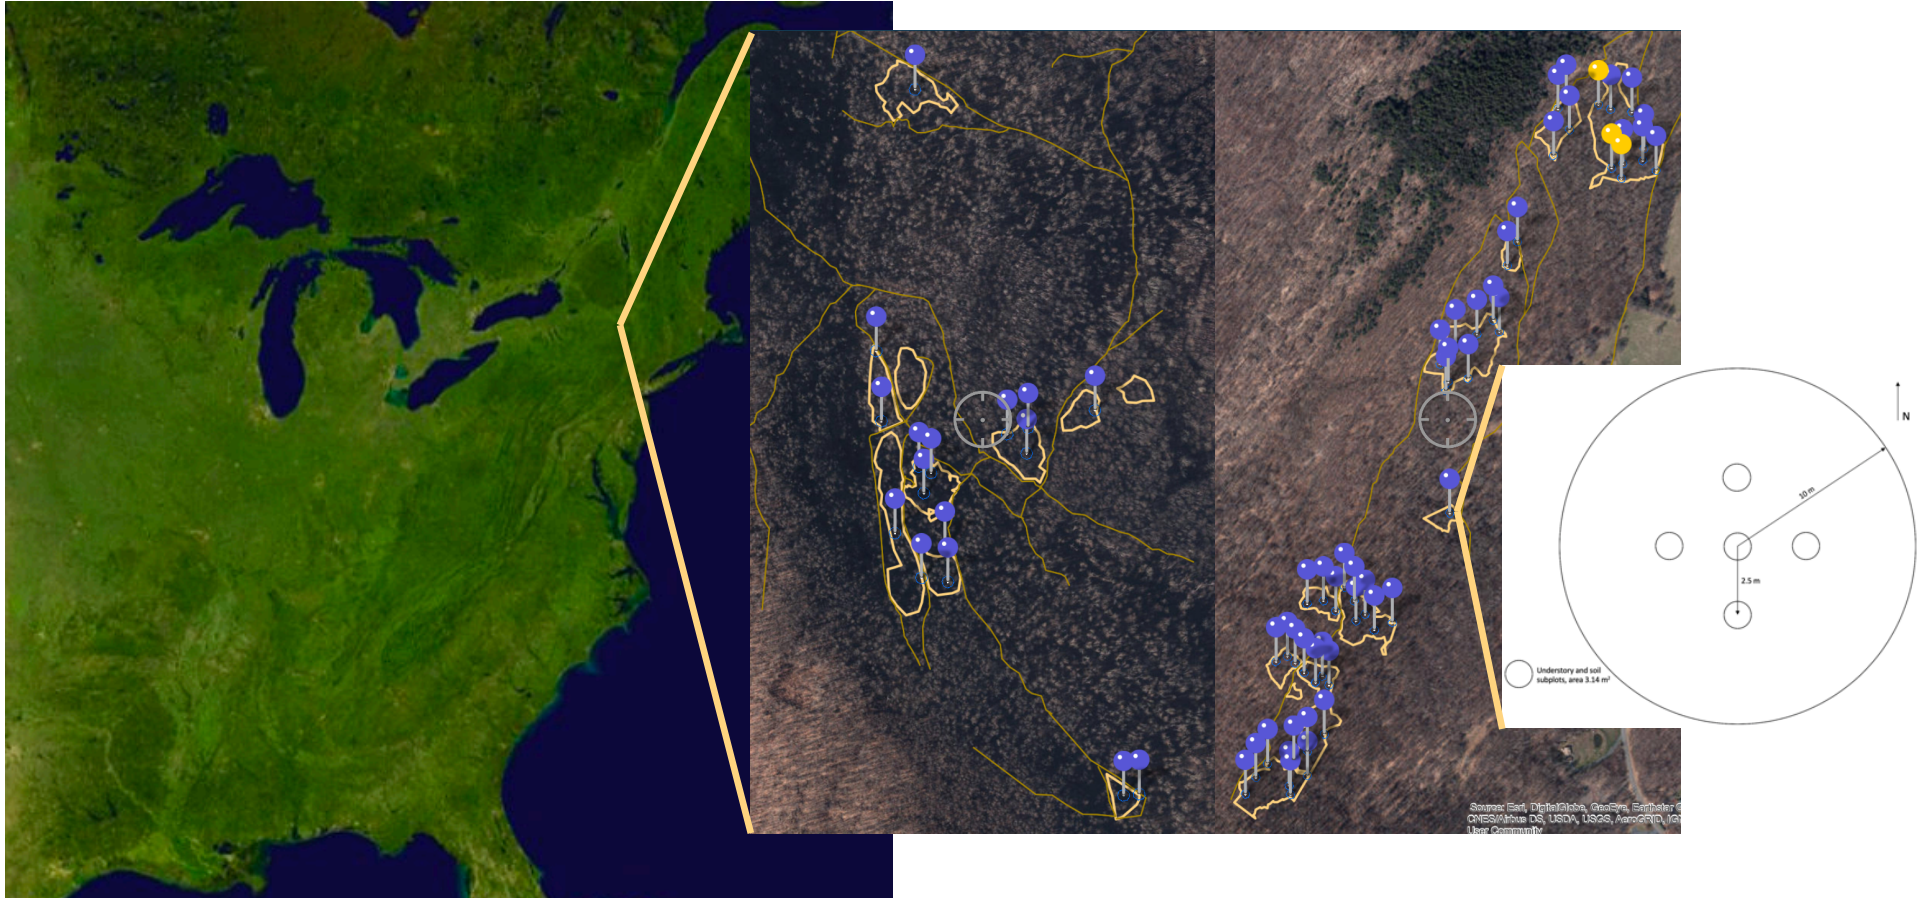 N
10 m
2.5 m
Understory and soil
subplots, area 3.14 m²
Source: Esri, DigitalGlobe, GeoEye, Earthstar
CNES/Airbus DS, USDA, USGS, AeroGRID,
User Community